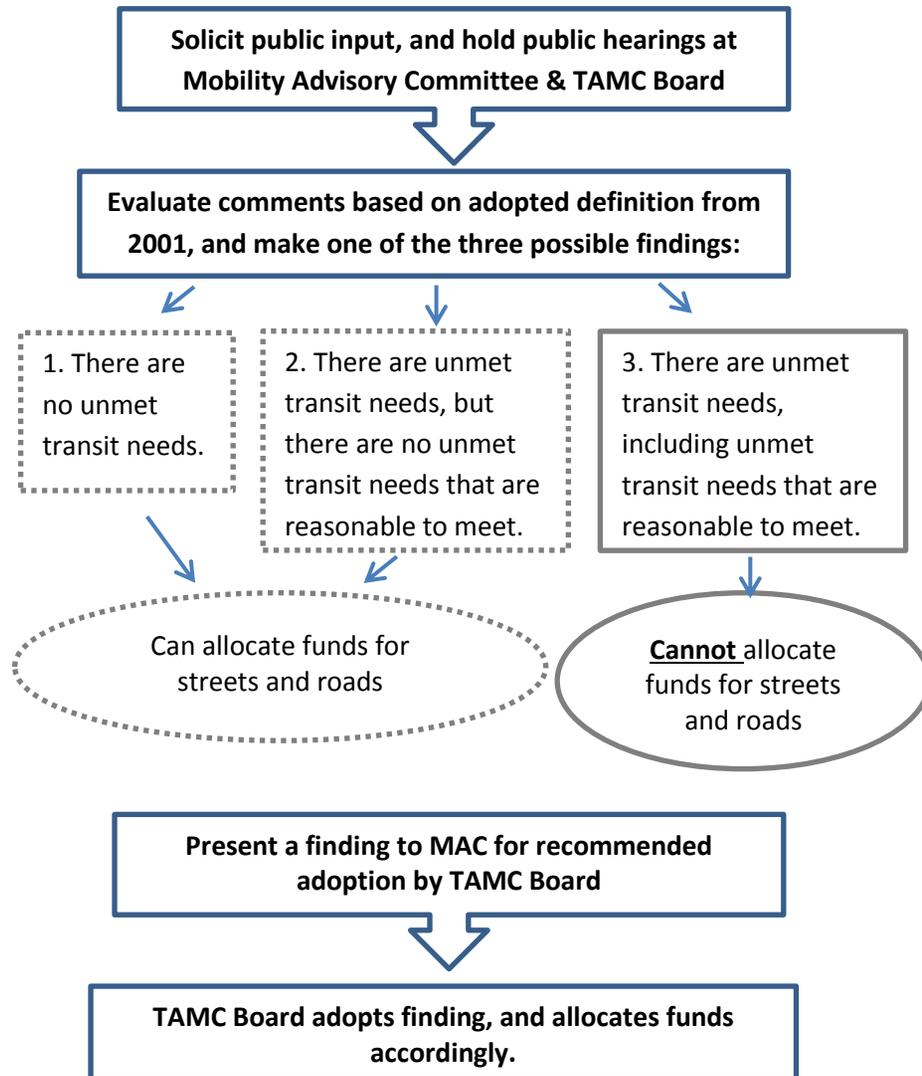 Solicit public input, and hold public hearings at
Mobility Advisory Committee & TAMC Board
Evaluate comments based on adopted definition from
2001, and make one of the three possible findings:
1. There are
no unmet
transit needs.
2. There are unmet
transit needs, but
there are no unmet
transit needs that are
reasonable to meet.
3. There are unmet
transit needs,
including unmet
transit needs that are
reasonable to meet.
Can allocate funds for
streets and roads
Cannot allocate
funds for streets
and roads
Present a finding to MAC for recommended
adoption by TAMC Board
TAMC Board adopts finding, and allocates funds
accordingly.